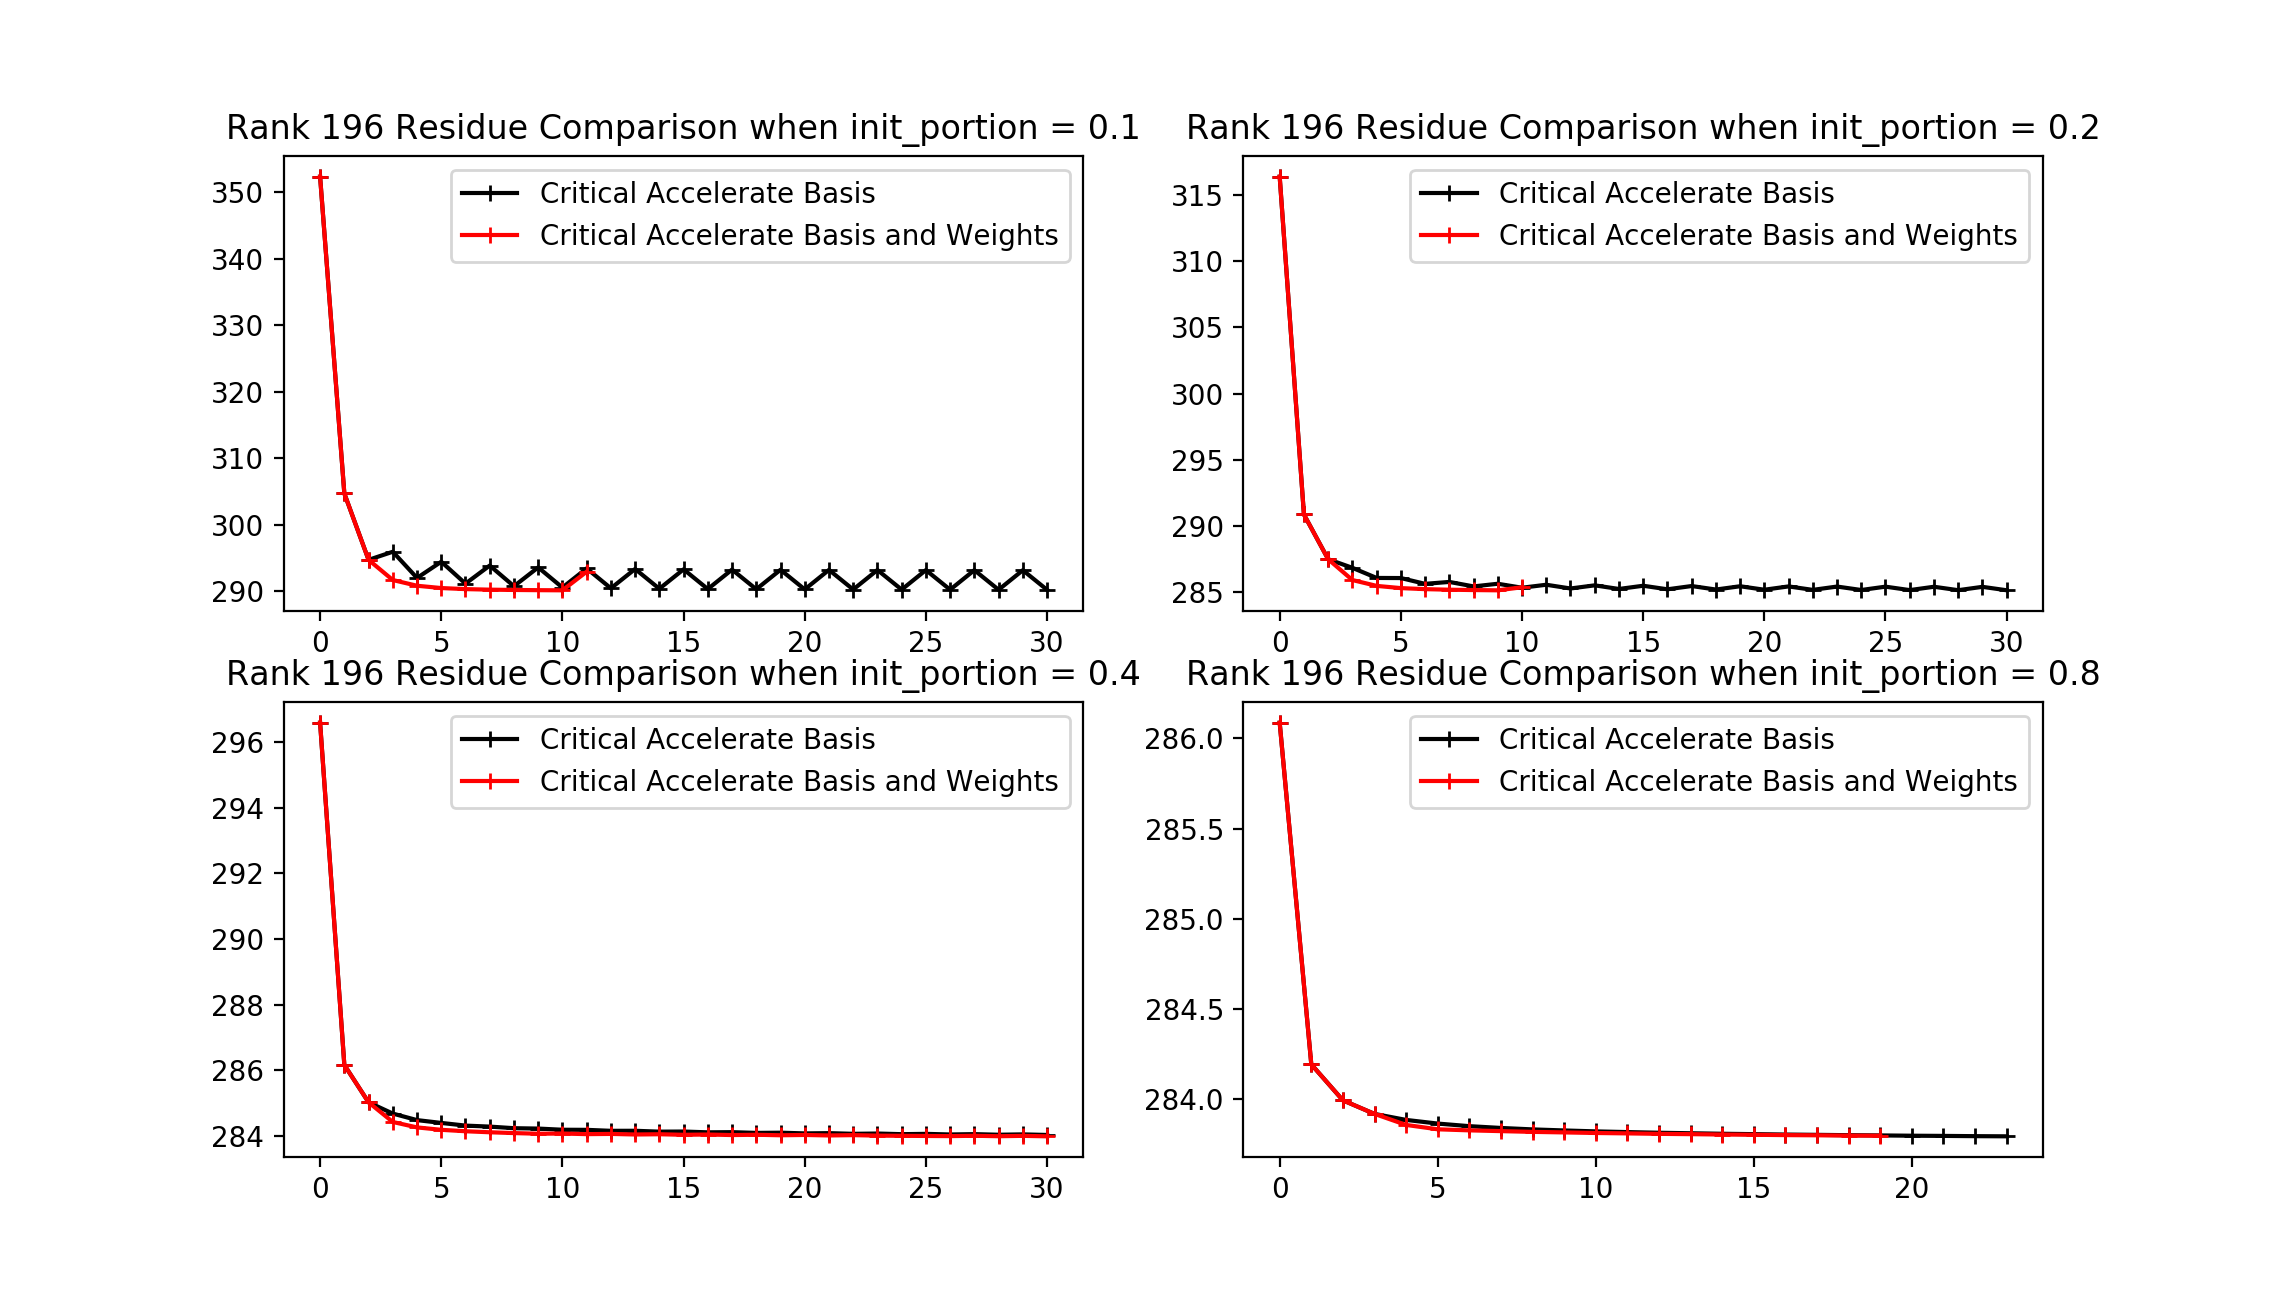 Rank 196 Residue Comparison when init_portion = 0.1
Critical Accelerate Basis
Critical Accelerate Basis and Weights
350
340
330
320
310
300
290
0 5 10 15 20 25 30
Rank 196 Residue Comparison when init_portion = 0.2
Critical Accelerate Basis
Critical Accelerate Basis and Weights
315
310
305
300
295
290
285
0 5 10 15 20 25 30
Rank 196 Residue Comparison when init_portion = 0.4
Critical Accelerate Basis
Critical Accelerate Basis and Weights
296
294
292
290
288
286
284
0 5 10 15 20 25 30
Rank 196 Residue Comparison when init_portion = 0.8
Critical Accelerate Basis
Critical Accelerate Basis and Weights
286.0
285.5
285.0
284.5
284.0
0 5 10 15 20